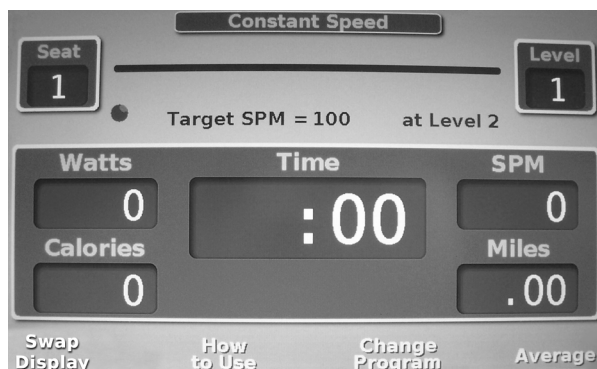 Constant Speed
Seat
1
Level
1
Target SPM = 100 at Level 2
Watts
0
Time
:00
SPM
0
Calories
0
Miles
.00
Swap Display
How to Use
Change Program
Average